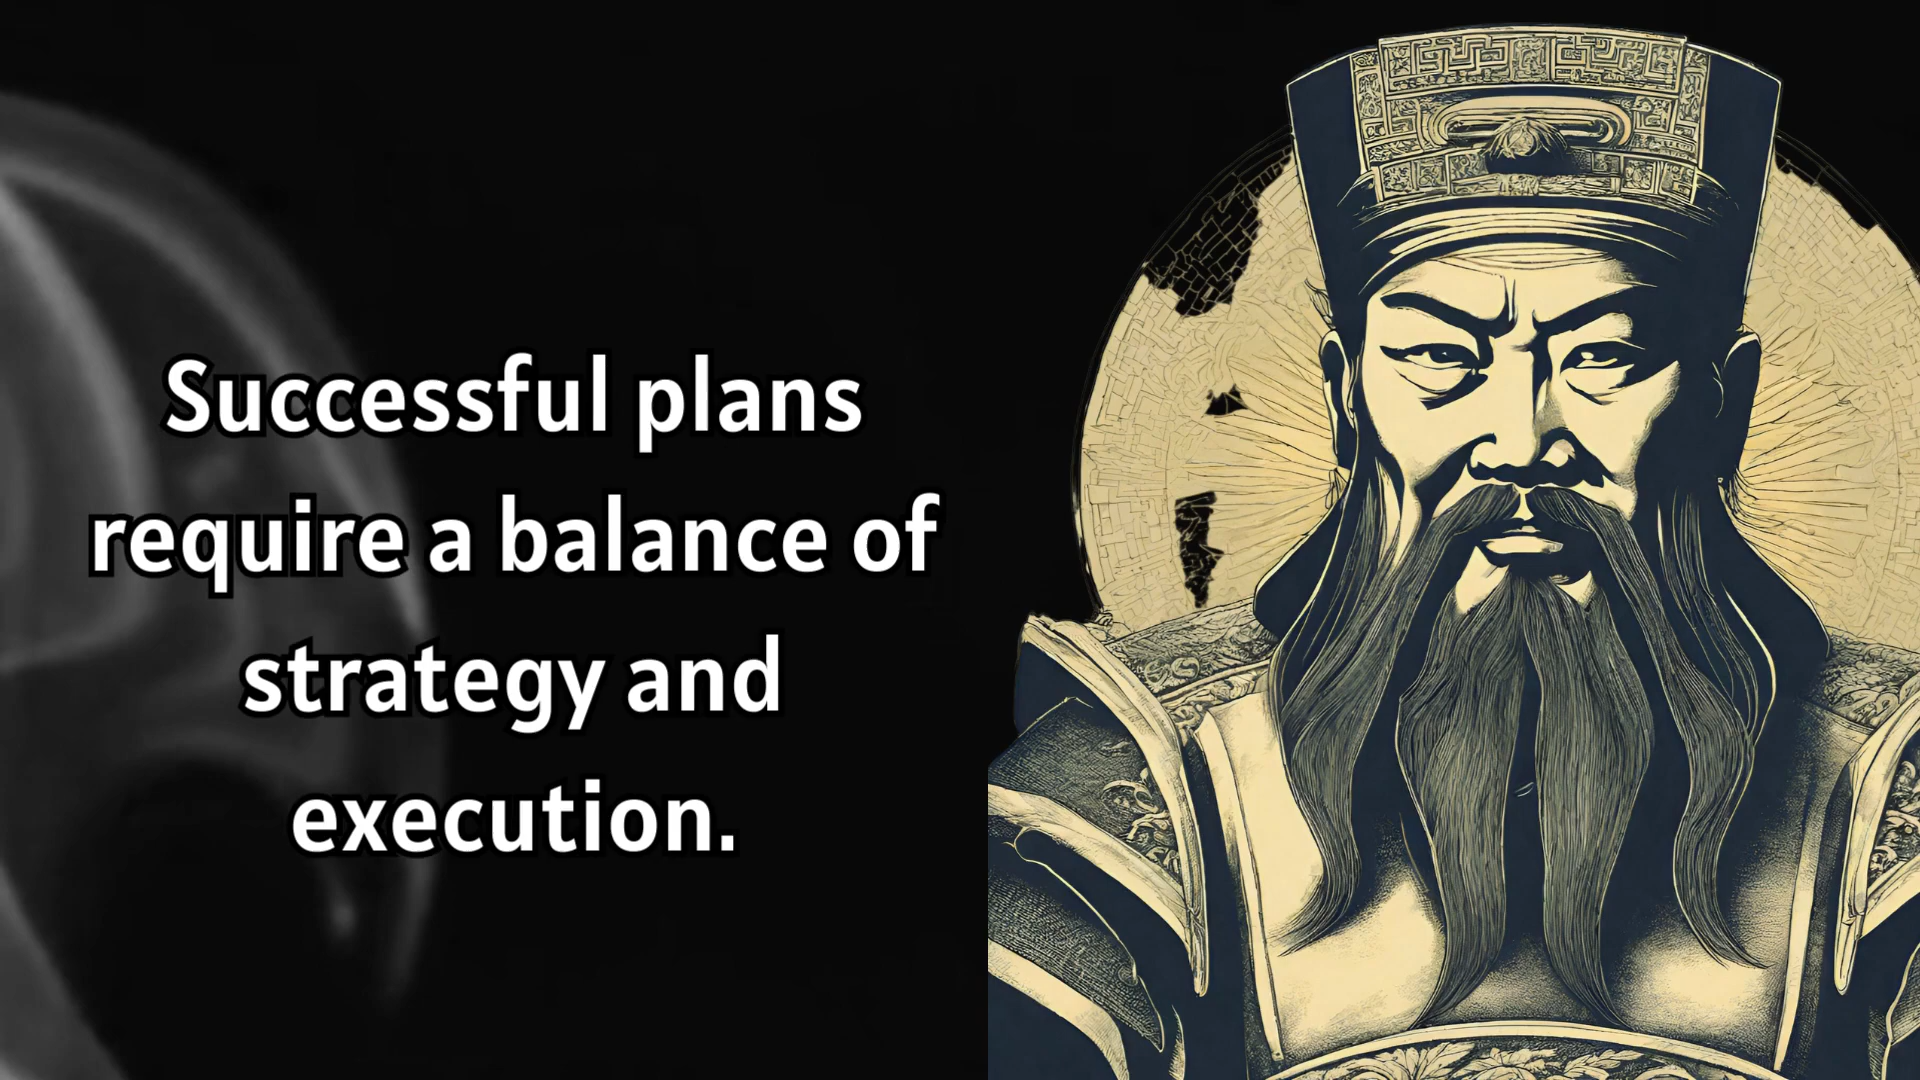 Successful plans
require a balance of
strategy and
execution.